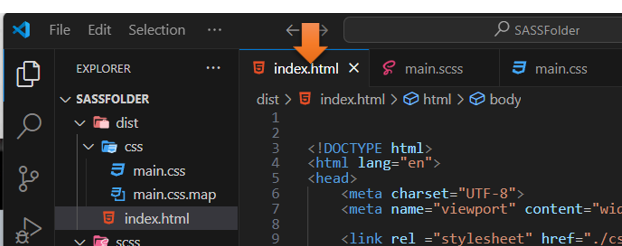 File Edit Selection ··· SASSFolder
EXPLORER ···
SASSFOLDER
dist
css
main.css
main.css.map
index.html
scss
index.html main.scss main.css
dist > index.html > html > body
1
2
3 <!DOCTYPE html>
4 <html lang="en">
5 <head>
6 <meta charset="UTF-8">
7 <meta name="viewport" content="wid
8
9 <link rel ="stylesheet" href="./cs